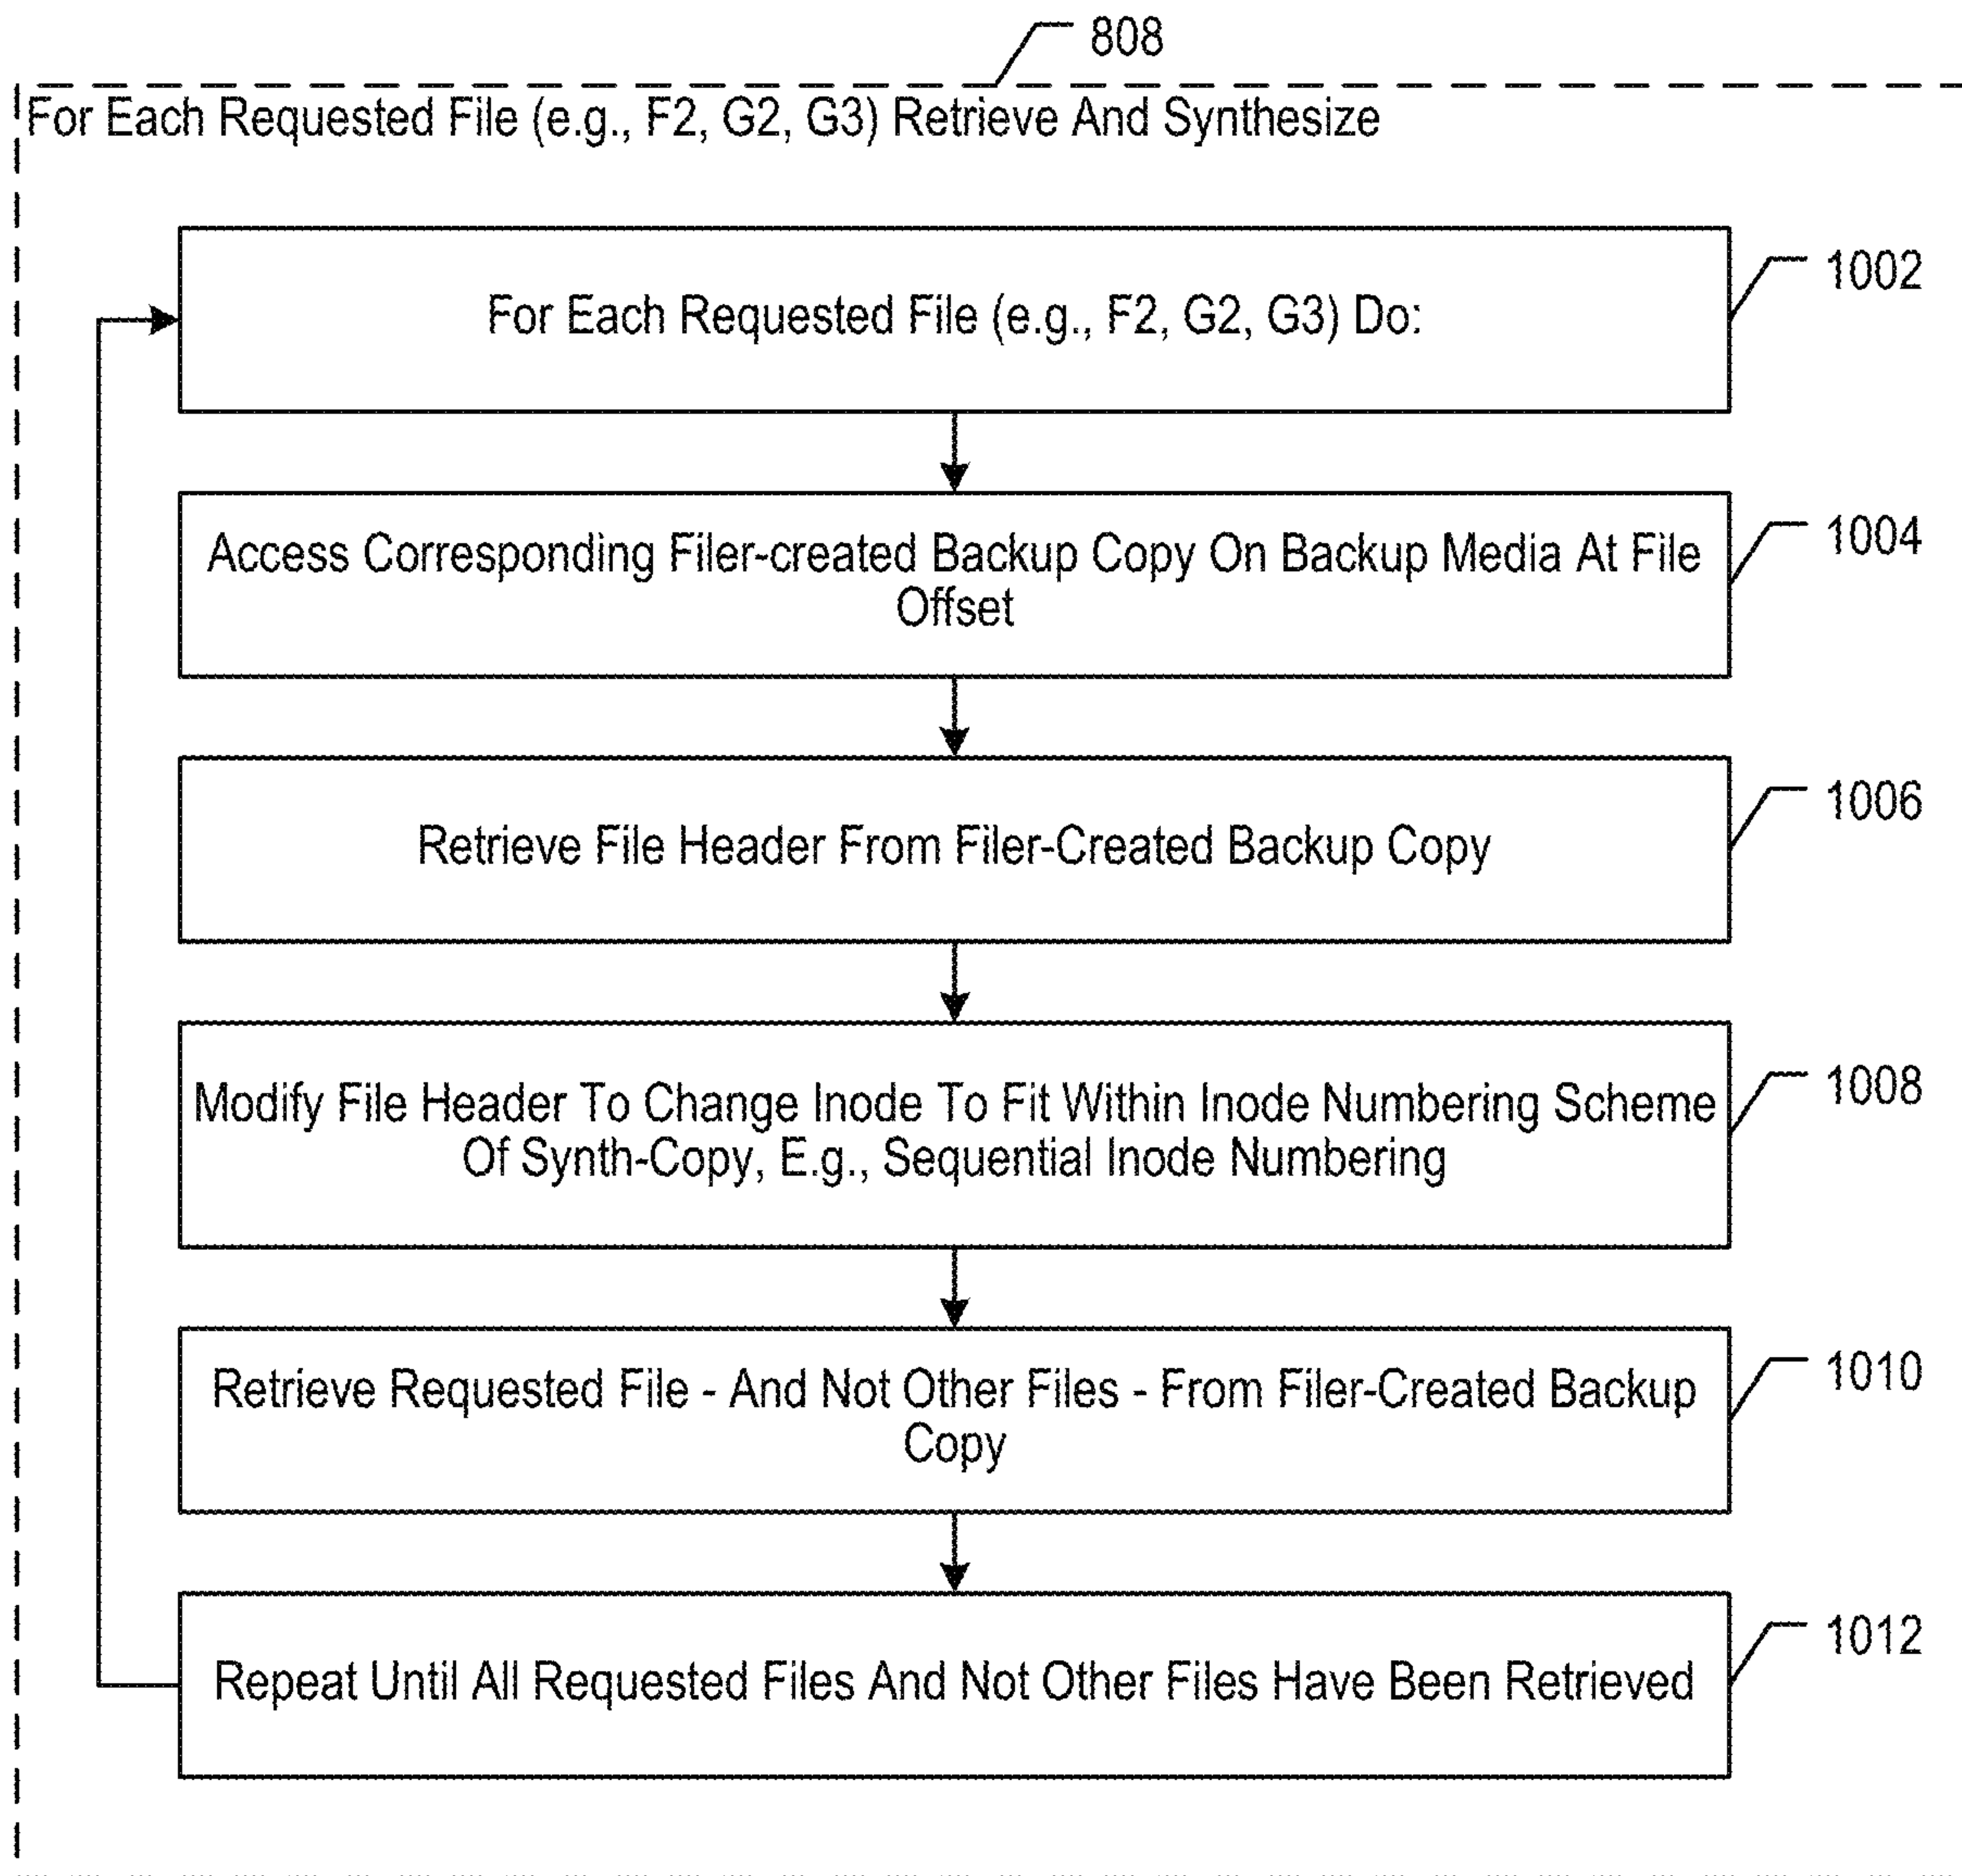 808
For Each Requested File (e.g., F2, G2, G3) Retrieve And Synthesize
For Each Requested File (e.g., F2, G2, G3) Do:
1002
Access Corresponding Filer-created Backup Copy On Backup Media At File
Offset
1004
Retrieve File Header From Filer-Created Backup Copy
1006
Modify File Header To Change Inode To Fit Within Inode Numbering Scheme
Of Synth-Copy, E.g., Sequential Inode Numbering
1008
Retrieve Requested File - And Not Other Files - From Filer-Created Backup
Copy
1010
Repeat Until All Requested Files And Not Other Files Have Been Retrieved
1012